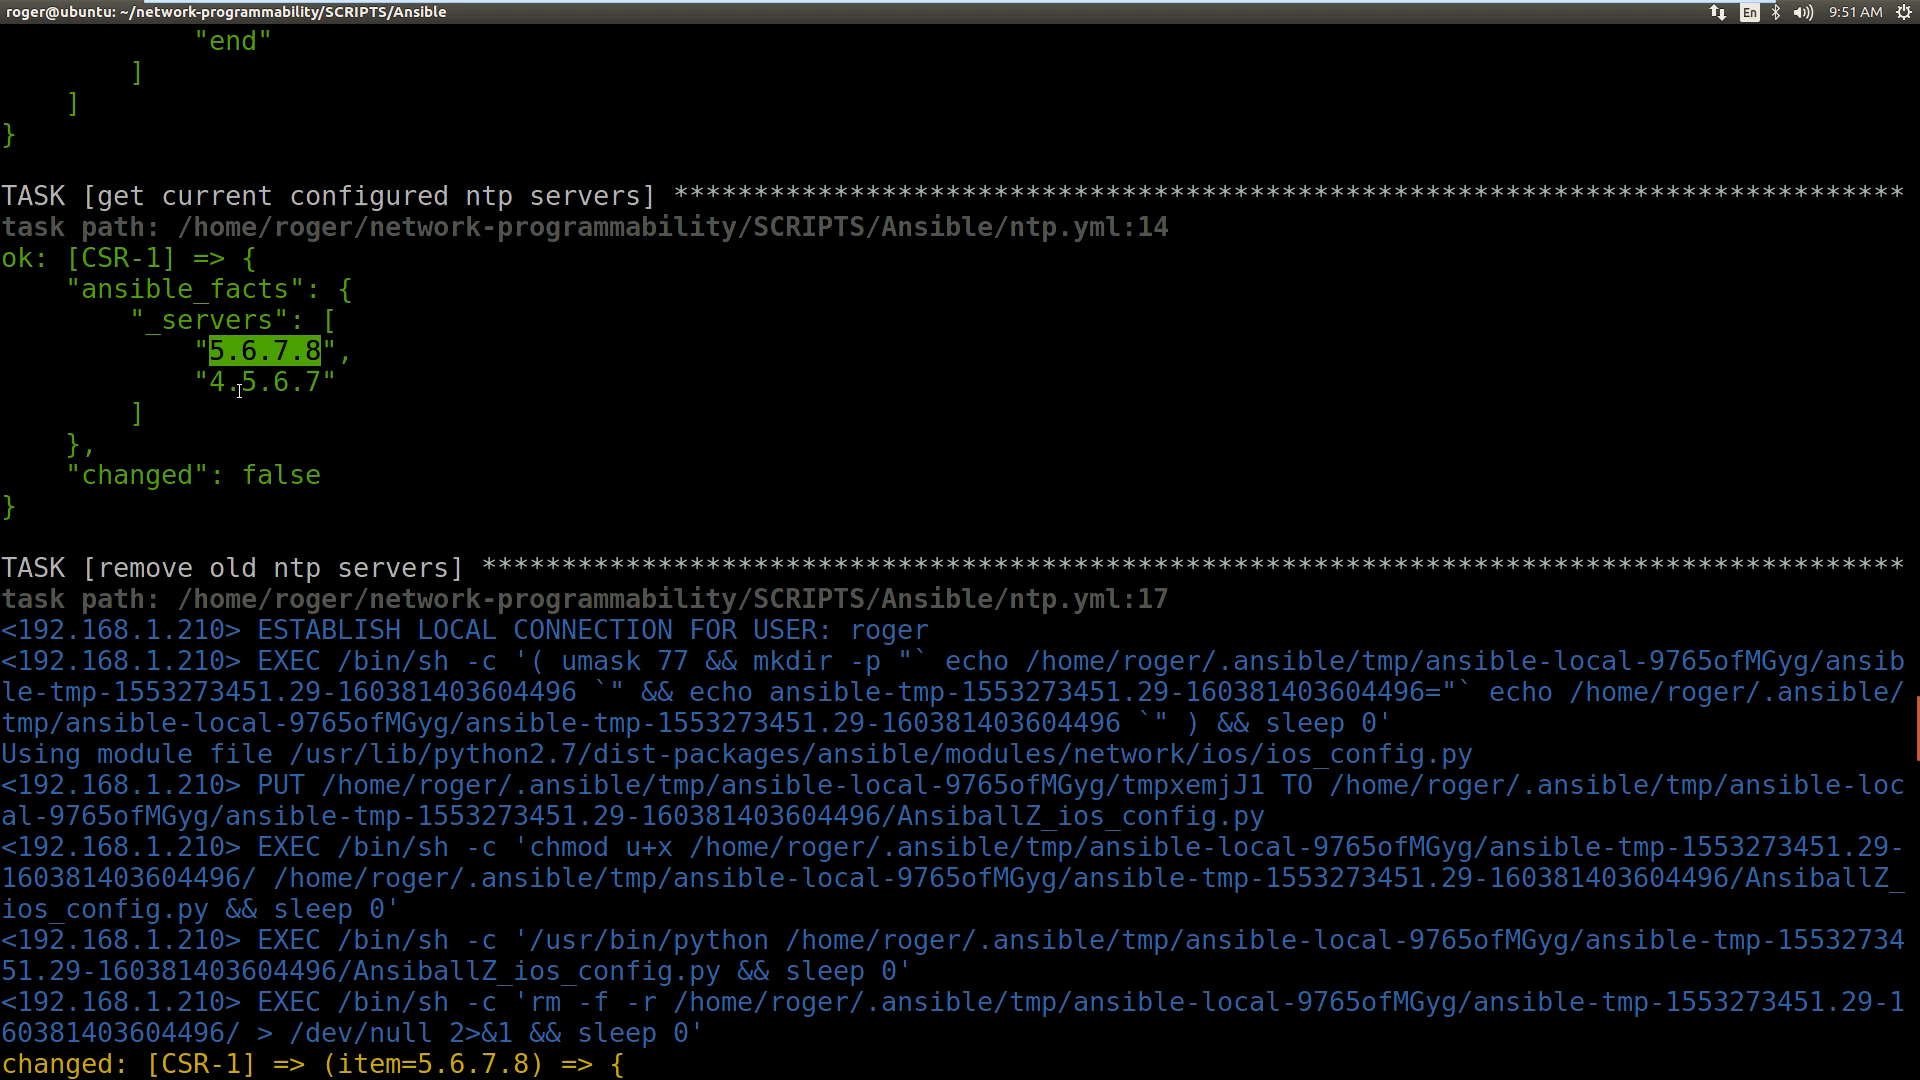 roger@ubuntu: ~/network-programmability/SCRIPTS/Ansible
En
9:51 AM
            "end"
        ]
    ]
}
TASK [get current configured ntp servers] *****************************************************************************
task path: /home/roger/network-programmability/SCRIPTS/Ansible/ntp.yml:14
ok: [CSR-1] => {
    "ansible_facts": {
        "_servers": [
            "5.6.7.8",
            "4.5.6.7"
        ]
    },
    "changed": false
}
TASK [remove old ntp servers] *****************************************************************************************
task path: /home/roger/network-programmability/SCRIPTS/Ansible/ntp.yml:17
<192.168.1.210> ESTABLISH LOCAL CONNECTION FOR USER: roger
<192.168.1.210> EXEC /bin/sh -c '( umask 77 && mkdir -p "` echo /home/roger/.ansible/tmp/ansible-local-9765ofMGyg/ansib
le-tmp-1553273451.29-160381403604496 `" && echo ansible-tmp-1553273451.29-160381403604496="` echo /home/roger/.ansible/
tmp/ansible-local-9765ofMGyg/ansible-tmp-1553273451.29-160381403604496 `" ) && sleep 0'
Using module file /usr/lib/python2.7/dist-packages/ansible/modules/network/ios/ios_config.py
<192.168.1.210> PUT /home/roger/.ansible/tmp/ansible-local-9765ofMGyg/tmpxemjJ1 TO /home/roger/.ansible/tmp/ansible-loc
al-9765ofMGyg/ansible-tmp-1553273451.29-160381403604496/AnsiballZ_ios_config.py
<192.168.1.210> EXEC /bin/sh -c 'chmod u+x /home/roger/.ansible/tmp/ansible-local-9765ofMGyg/ansible-tmp-1553273451.29-
160381403604496/ /home/roger/.ansible/tmp/ansible-local-9765ofMGyg/ansible-tmp-1553273451.29-160381403604496/AnsiballZ_
ios_config.py && sleep 0'
<192.168.1.210> EXEC /bin/sh -c '/usr/bin/python /home/roger/.ansible/tmp/ansible-local-9765ofMGyg/ansible-tmp-15532734
51.29-160381403604496/AnsiballZ_ios_config.py && sleep 0'
<192.168.1.210> EXEC /bin/sh -c 'rm -f -r /home/roger/.ansible/tmp/ansible-local-9765ofMGyg/ansible-tmp-1553273451.29-1
60381403604496/ > /dev/null 2>&1 && sleep 0'
changed: [CSR-1] => (item=5.6.7.8) => {